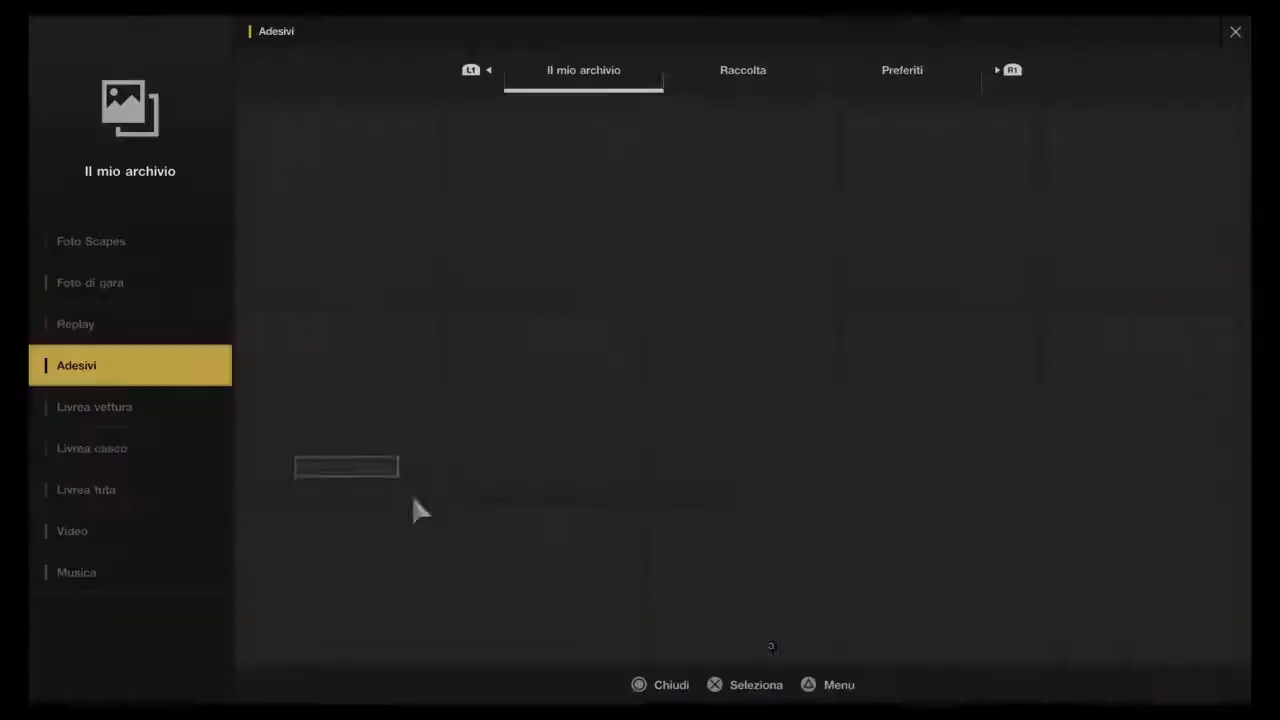 Adesivi
L1 Il mio archivio Raccolta Preferiti R1
Il mio archivio
Foto Scapes
Foto di gara
Replay
Adesivi
Livrea vettura
Livrea casco
Livrea tuta
Video
Musica
Chiudi Seleziona Menu